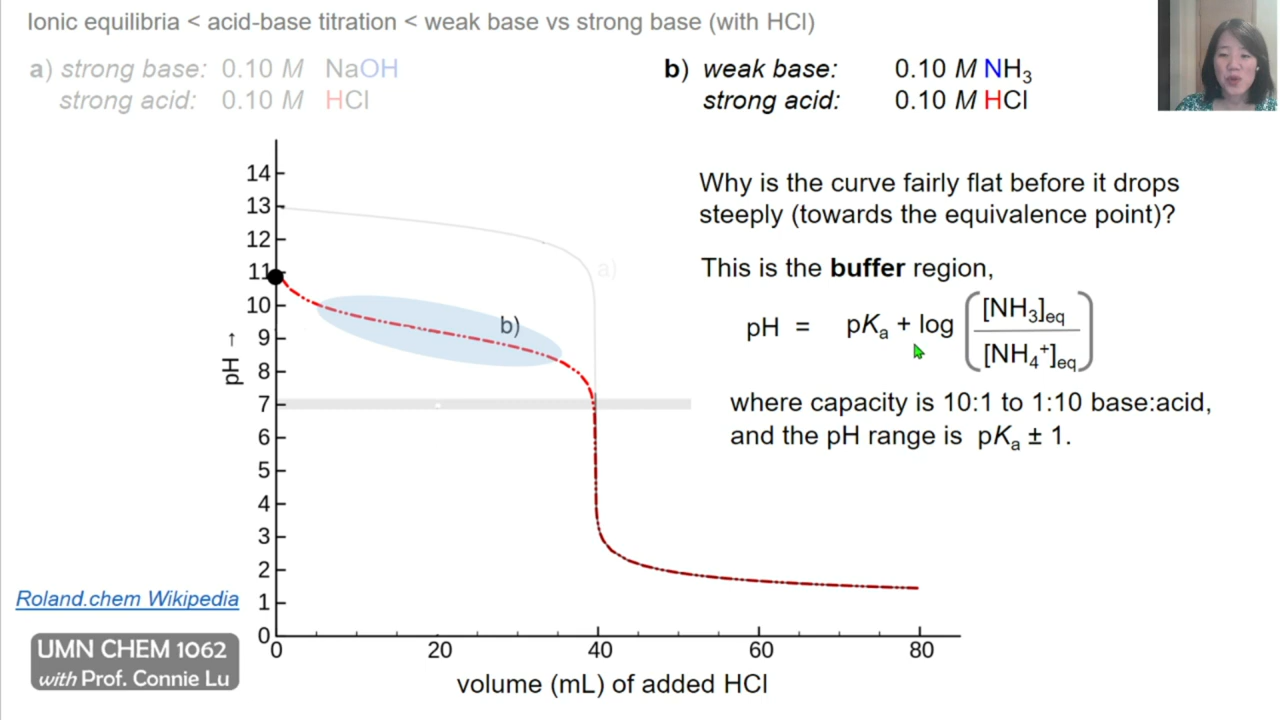 Ionic equilibria < acid-base titration < weak base vs strong base (with HCl)
a) strong base: 0.10 M NaOH
strong acid: 0.10 M HCl
b) weak base: 0.10 M NH₃
strong acid: 0.10 M HCl
Why is the curve fairly flat before it drops
steeply (towards the equivalence point)?
This is the buffer region,
pH = pKₐ + log ([NH₃]eq / [NH₄⁺]eq)
where capacity is 10:1 to 1:10 base:acid,
and the pH range is pKₐ ± 1.
14
13
12
11
10
9
8
7
6
5
4
3
2
1
0
pH →
a)
b)
0 20 40 60 80
volume (mL) of added HCl
Roland.chem Wikipedia
UMN CHEM 1062
with Prof. Connie Lu